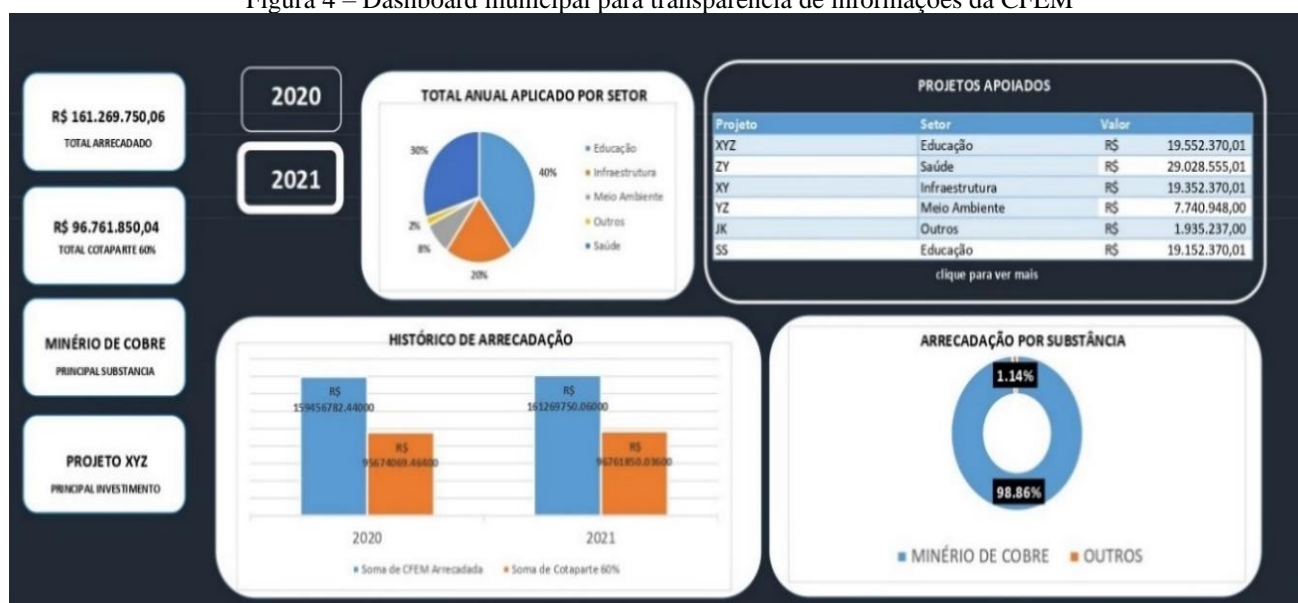 Figura 4 – Dashboard municipal para transparência de informações da CFEM
R$ 161.269.750,06
TOTAL ARRECADADO
R$ 96.761.850,04
TOTAL COTAPARTE 60%
MINÉRIO DE COBRE
PRINCIPAL SUBSTANCIA
PROJETO XYZ
PRINCIPAL INVESTIMENTO
2020
2021
TOTAL ANUAL APLICADO POR SETOR
30%
40%
2%
8%
20%
Educação
Infraestrutura
Meio Ambiente
Outros
Saúde
PROJETOS APOIADOS
Projeto Setor Valor
XYZ Educação R$ 19.552.370,01
ZY Saúde R$ 29.028.555,01
XY Infraestrutura R$ 19.352.370,01
YZ Meio Ambiente R$ 7.740.948,00
JK Outros R$ 1.935.237,00
SS Educação R$ 19.152.370,01
clique para ver mais
HISTÓRICO DE ARRECADAÇÃO
R$
159456782.44000
R$
95674069.46400
R$
161269750.06000
R$
96761850.03600
2020 2021
Soma de CFEM Arrecadada Soma de Cotaparte 60%
ARRECADAÇÃO POR SUBSTÂNCIA
1.14%
98.86%
MINÉRIO DE COBRE OUTROS